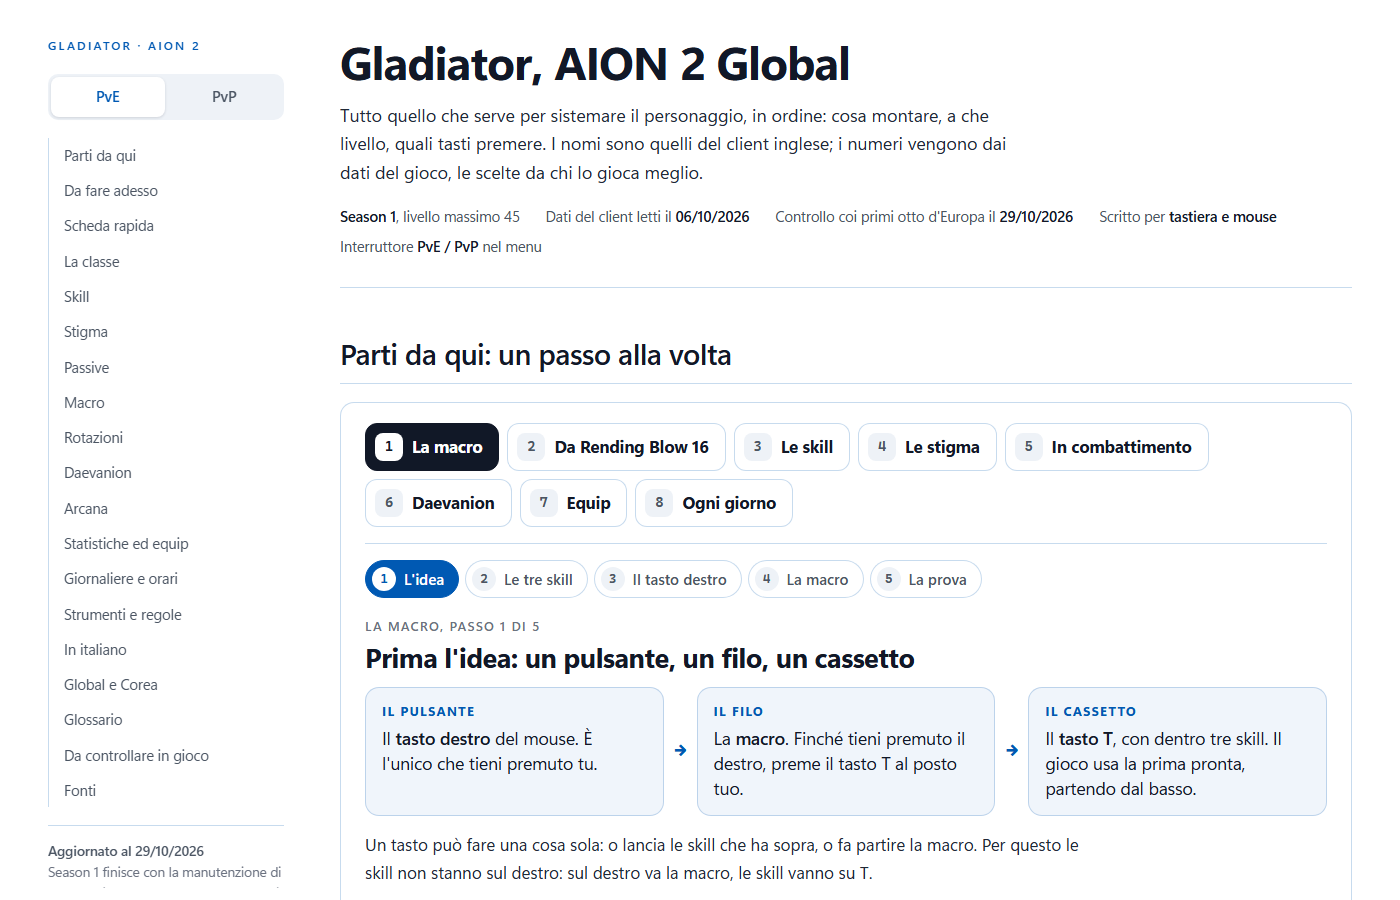 GLADIATOR · AION 2
PvE
PvP
Parti da qui
Da fare adesso
Scheda rapida
La classe
Skill
Stigma
Passive
Macro
Rotazioni
Daevanion
Arcana
Statistiche ed equip
Giornaliere e orari
Strumenti e regole
In italiano
Global e Corea
Glossario
Da controllare in gioco
Fonti
Aggiornato al 29/10/2026
Season 1 finisce con la manutenzione di
Gladiator, AION 2 Global
Tutto quello che serve per sistemare il personaggio, in ordine: cosa montare, a che
livello, quali tasti premere. I nomi sono quelli del client inglese; i numeri vengono dai
dati del gioco, le scelte da chi lo gioca meglio.
Season 1, livello massimo 45
Dati del client letti il 06/10/2026
Controllo coi primi otto d'Europa il 29/10/2026
Scritto per tastiera e mouse
Interruttore PvE / PvP nel menu
Parti da qui: un passo alla volta
1 La macro
2 Da Rending Blow 16
3 Le skill
4 Le stigma
5 In combattimento
6 Daevanion
7 Equip
8 Ogni giorno
1 L'idea
2 Le tre skill
3 Il tasto destro
4 La macro
5 La prova
LA MACRO, PASSO 1 DI 5
Prima l'idea: un pulsante, un filo, un cassetto
IL PULSANTE
Il tasto destro del mouse. È
l'unico che tieni premuto tu.
→
IL FILO
La macro. Finché tieni premuto il
destro, preme il tasto T al posto
tuo.
→
IL CASSETTO
Il tasto T, con dentro tre skill. Il
gioco usa la prima pronta,
partendo dal basso.
Un tasto può fare una cosa sola: o lancia le skill che ha sopra, o fa partire la macro. Per questo le
skill non stanno sul destro: sul destro va la macro, le skill vanno su T.